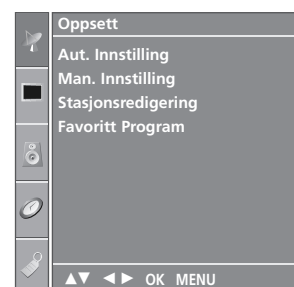 Oppsett
Aut. Innstilling
Man. Innstilling
Stasjonsredigering
Favoritt Program
▲▼ ◄► OK MENU